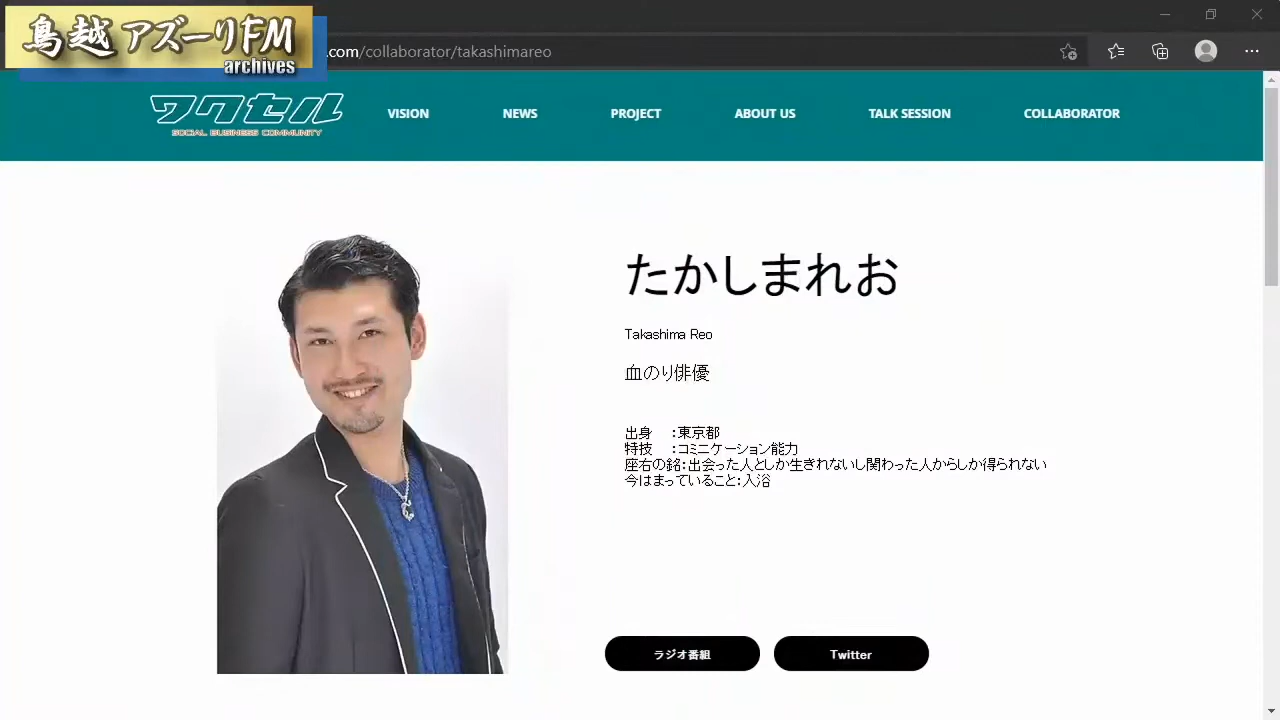 鳥越アズーリFM
archives
.com/collaborator/takashimareo
ワクセル
SOCIAL BUSINESS COMMUNITY
VISION
NEWS
PROJECT
ABOUT US
TALK SESSION
COLLABORATOR
たかしまれお
Takashima Reo
血のり俳優
出身 :東京都
特技 :コミニケーション能力
座右の銘:出会った人としか生きれないし関わった人からしか得られない
今はまっていること:入浴
ラジオ番組
Twitter